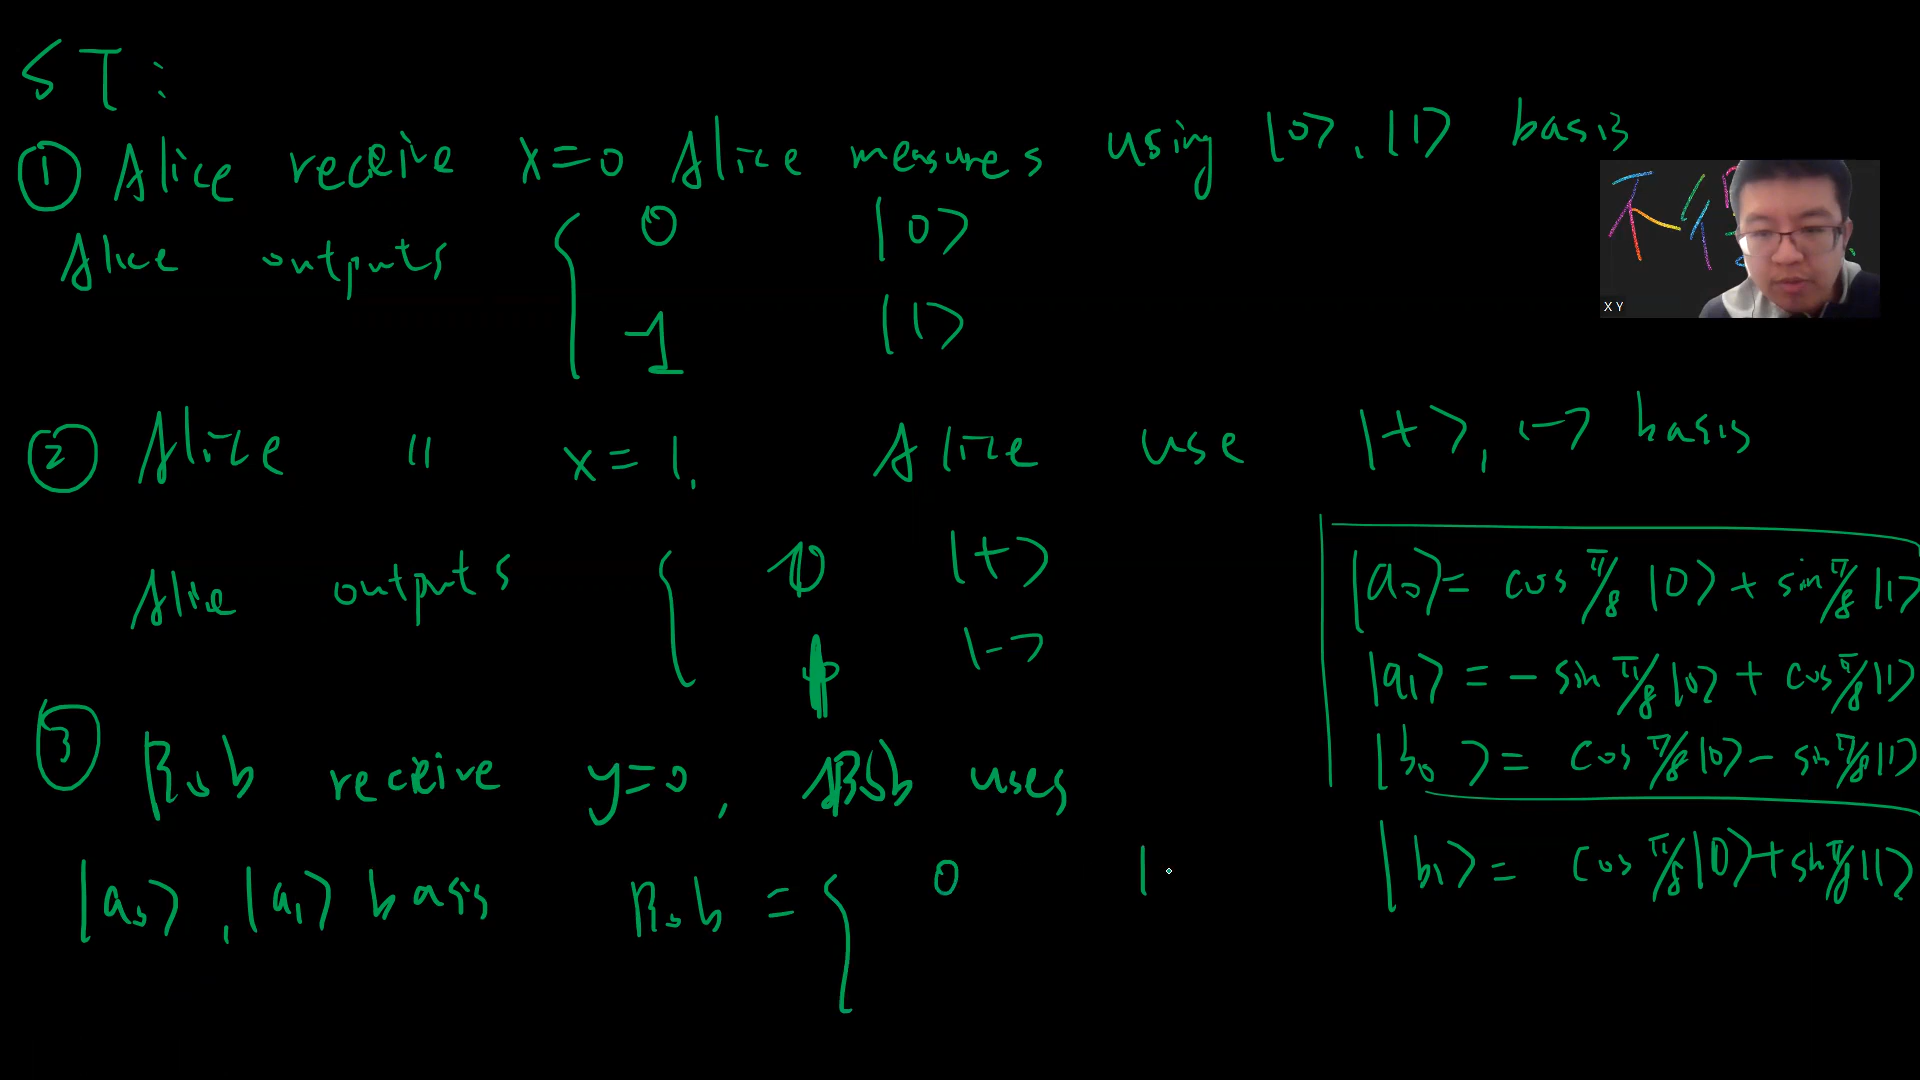 ST:
① Alice receive x=0 Alice measures using |0⟩, |1⟩ basis
Alice outputs { 0 |0⟩
1 |1⟩
② Alice " x=1, Alice use |+⟩, |-⟩ basis
Alice outputs { 0 |+⟩
|-⟩
③ Bob receive y=0, Bob uses
|a₀⟩, |a₁⟩ basis Bob = { 0 |
|a₀⟩ = cos π/8 |0⟩ + sin π/8 |1⟩
|a₁⟩ = - sin π/8 |0⟩ + cos π/8 |1⟩
|b₀⟩ = cos π/8 |0⟩ - sin π/8 |1⟩
|b₁⟩ = cos π/8 |0⟩ + sin π/8 |1⟩
X Y